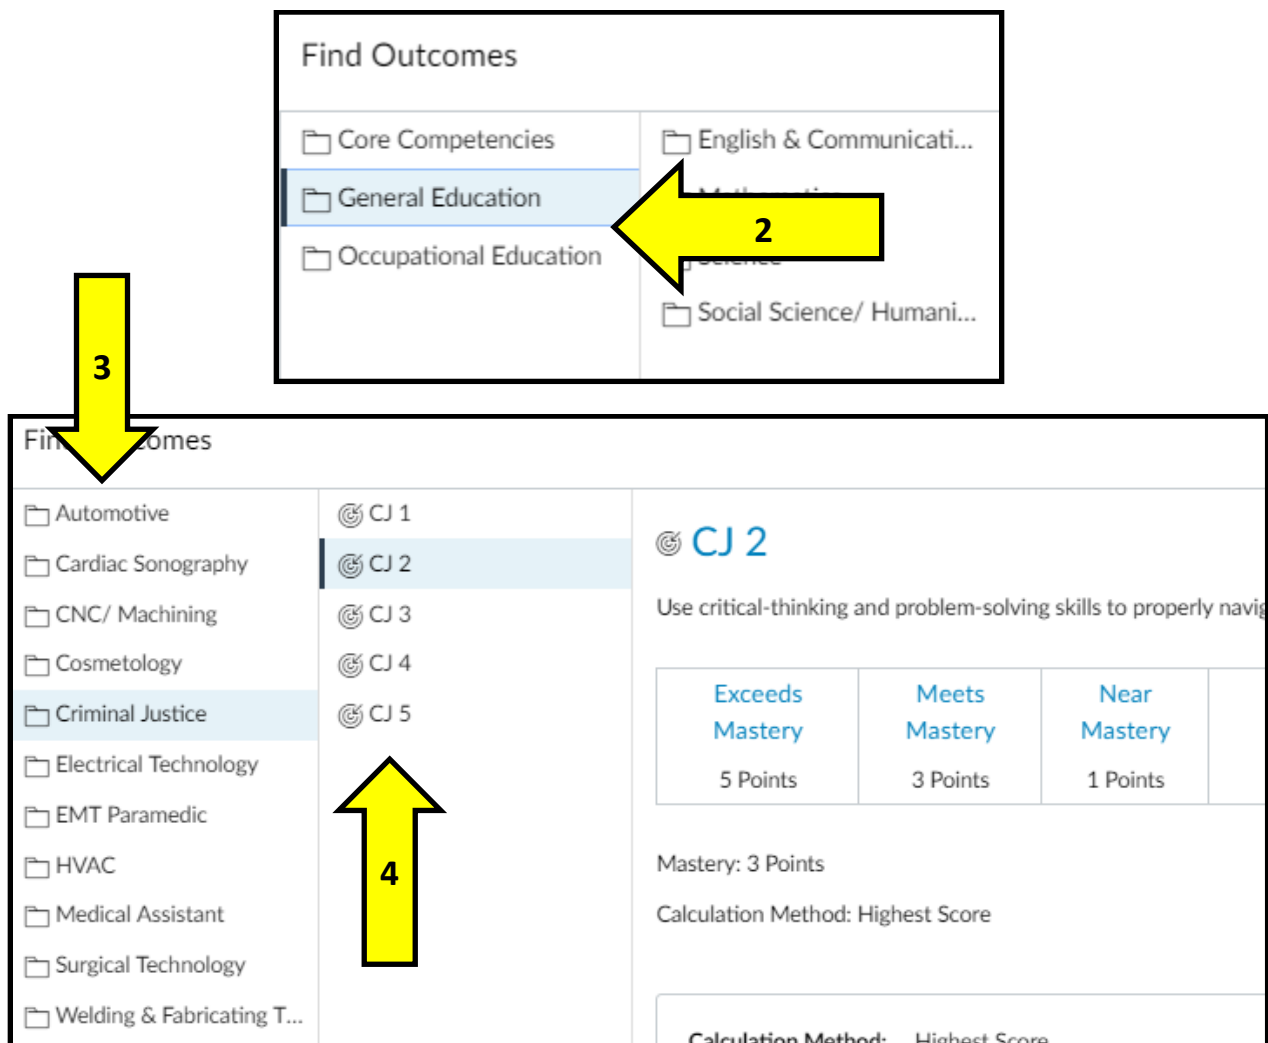 Find Outcomes
Core Competencies
English & Communicati...
General Education
2
Occupational Education
Social Science/ Humani...
3
Automotive
Cardiac Sonography
CNC/ Machining
Cosmetology
Criminal Justice
Electrical Technology
EMT Paramedic
HVAC
Medical Assistant
Surgical Technology
Welding & Fabricating T...
CJ 1
CJ 2
CJ 3
CJ 4
CJ 5
4
CJ 2
Use critical-thinking and problem-solving skills to properly navig
Exceeds
Mastery
5 Points
Meets
Mastery
3 Points
Near
Mastery
1 Points
Mastery: 3 Points
Calculation Method: Highest Score
Calculation Method: Highest Score